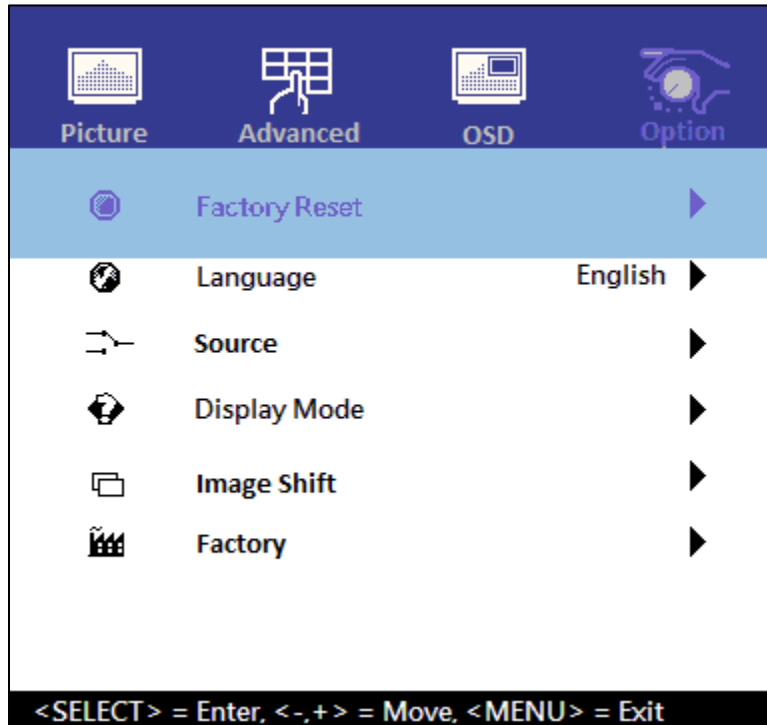 Picture Advanced OSD Option
Factory Reset
Language English
Source
Display Mode
Image Shift
Factory
<SELECT> = Enter, <-,+> = Move, <MENU> = Exit